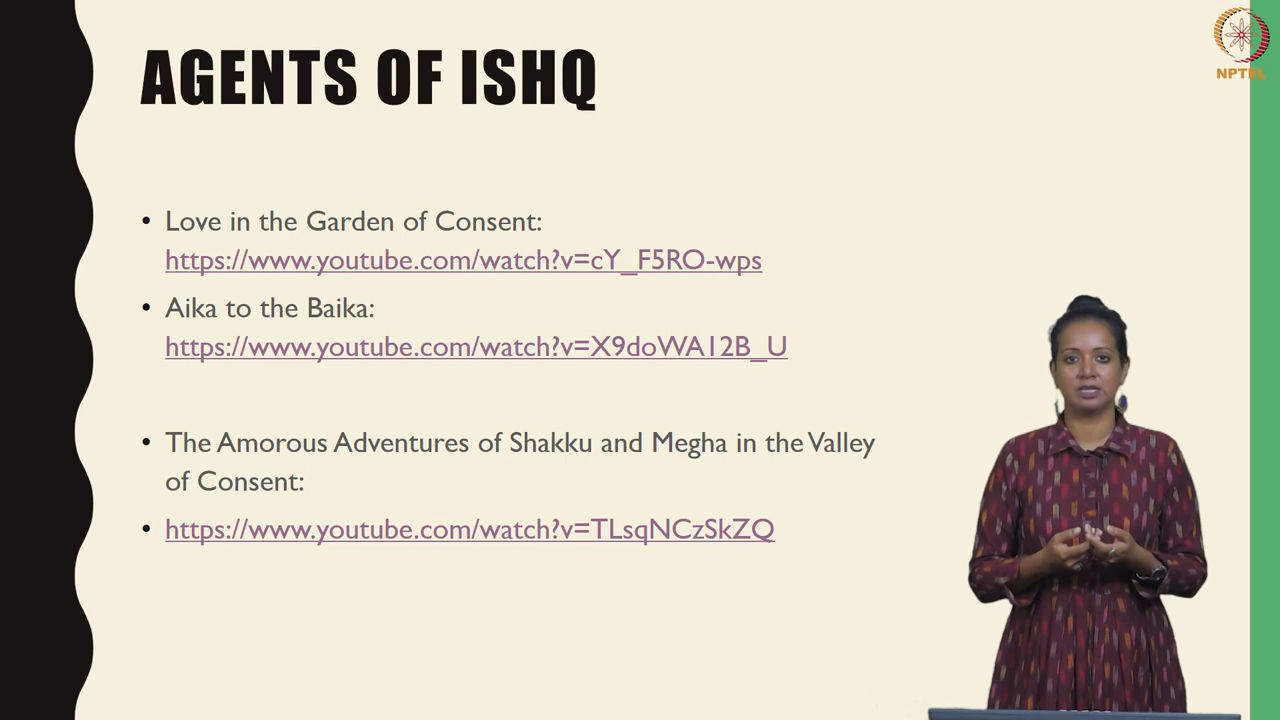 AGENTS OF ISHQ
NPTEL
• Love in the Garden of Consent:
https://www.youtube.com/watch?v=cY_F5RO-wps
• Aika to the Baika:
https://www.youtube.com/watch?v=X9doWA12B_U
• The Amorous Adventures of Shakku and Megha in the Valley
of Consent:
• https://www.youtube.com/watch?v=TLsqNCzSkZQ